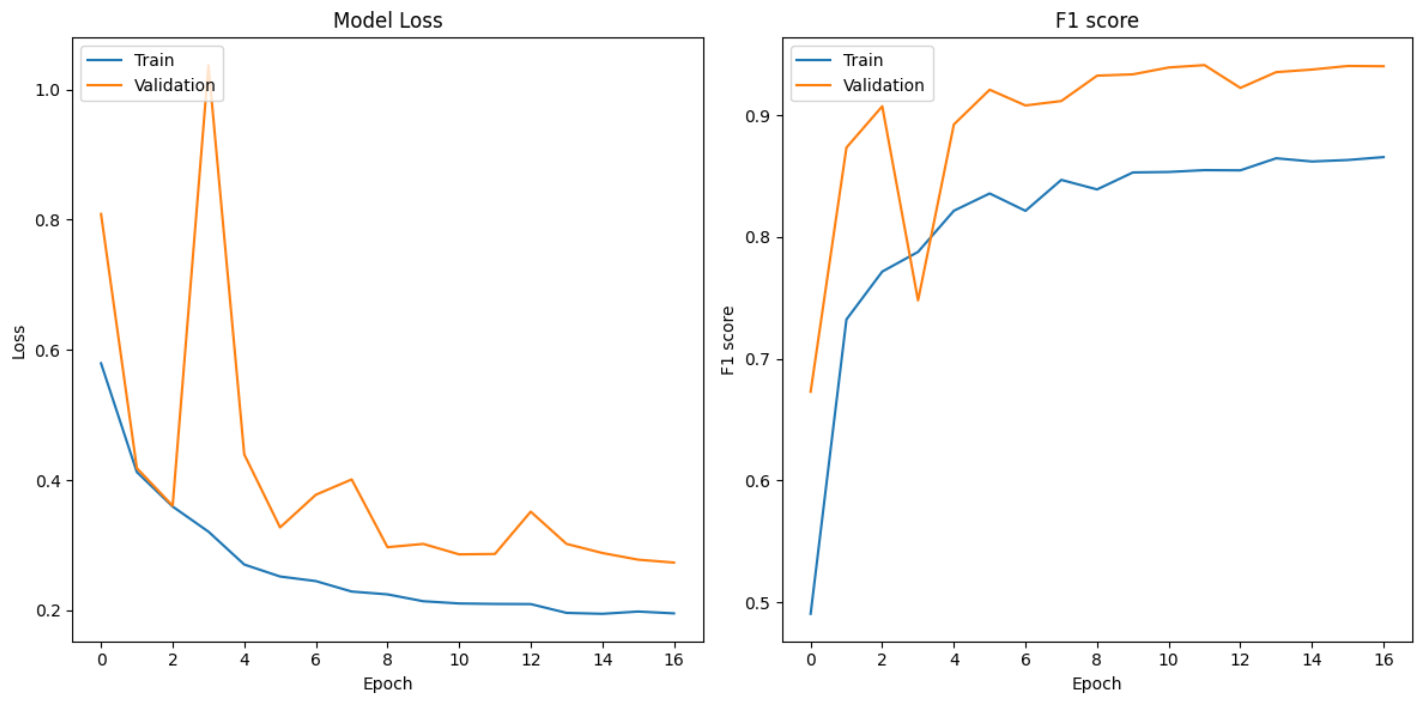 Model Loss
Train
Validation
1.0
0.8
0.6
0.4
0.2
Loss
0 2 4 6 8 10 12 14 16
Epoch
F1 score
Train
Validation
0.9
0.8
0.7
0.6
0.5
F1 score
0 2 4 6 8 10 12 14 16
Epoch